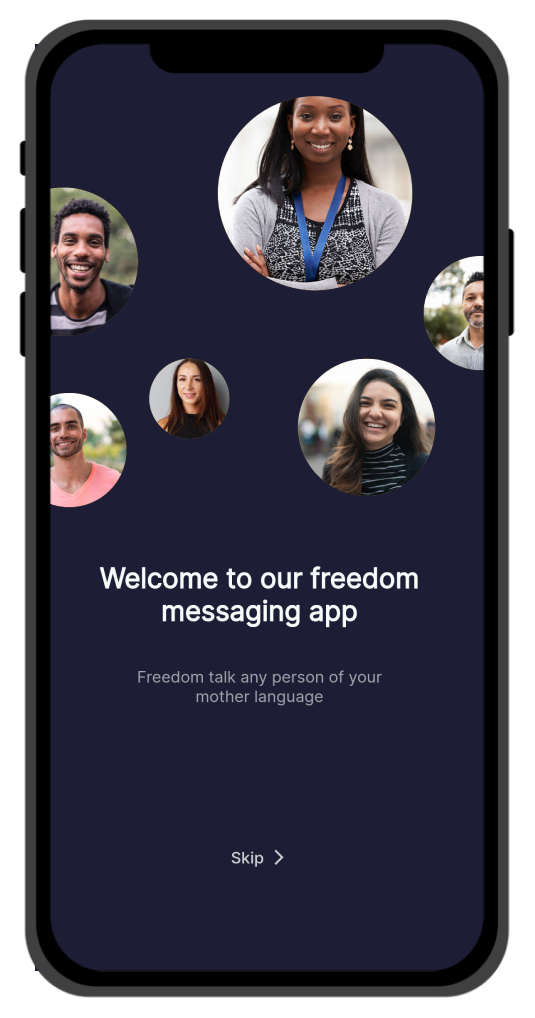 Welcome to our freedom
messaging app
Freedom talk any person of your
mother language
Skip